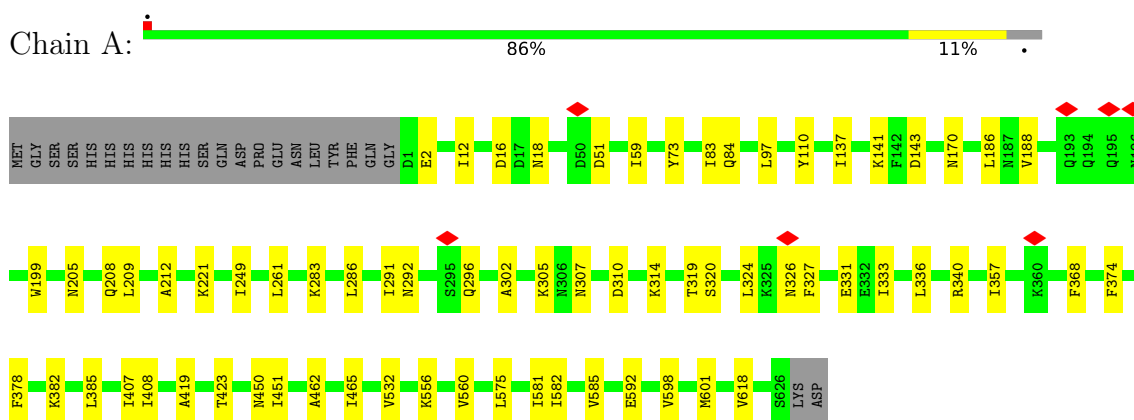 Chain A:
86% 11%
MET GLY SER SER HIS HIS HIS HIS HIS HIS SER GLN ASP PRO GLU ASN LEU TYR PHE GLN GLY D1 E2 I12 D16 D17 N18 D50 D51 I59 Y73 I83 Q84 L97 Y110 I137 K141 F142 D143 N170 L186 N187 V188 Q193 Q194 Q195
W199 N205 Q208 L209 A212 K221 I249 L261 K283 L286 I291 N292 S295 Q296 A302 K305 N306 N307 D310 K314 T319 S320 L324 K325 N326 F327 E331 E332 I333 L336 R340 I357 K360 F368 F374
F378 K382 L385 I407 I408 A419 T423 N450 I451 A462 I465 V532 K556 V560 L575 I581 I582 V585 E592 V598 M601 V618 S626 LYS ASP